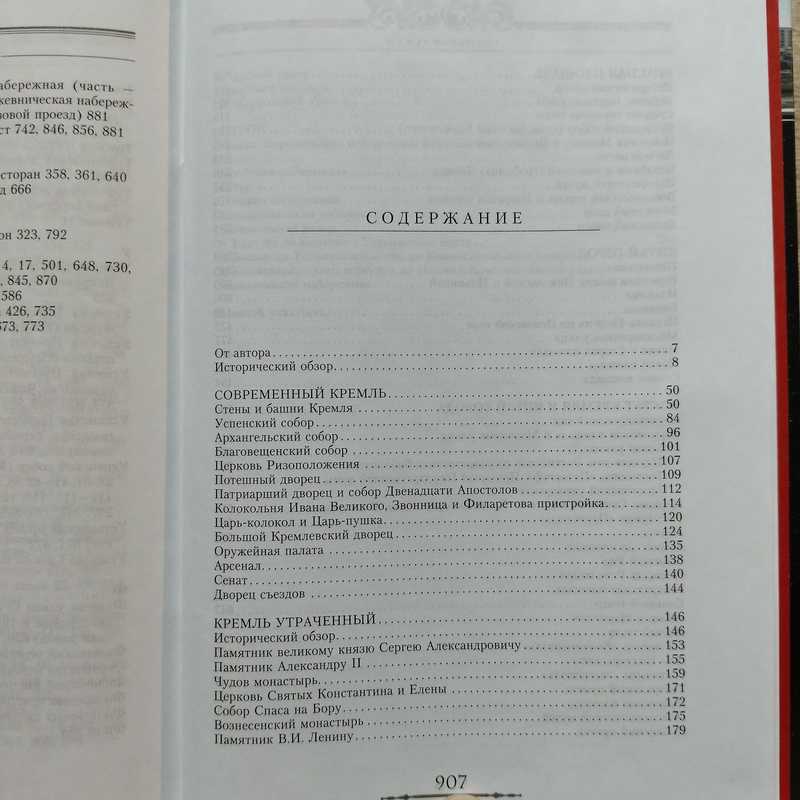 абережная (часть —
кевническая набереж-
зовой проезд) 881
ст 742, 846, 856, 881
сторан 358, 361, 640
д 666
он 323, 792
4, 17, 501, 648, 730,
, 845, 870
586
426, 735
673, 773
СОДЕРЖАНИЕ
От автора 7
Исторический обзор 8
СОВРЕМЕННЫЙ КРЕМЛЬ 50
Стены и башни Кремля 50
Успенский собор 84
Архангельский собор 96
Благовещенский собор 101
Церковь Ризоположения 107
Потешный дворец 109
Патриарший дворец и собор Двенадцати Апостолов 112
Колокольня Ивана Великого, Звонница и Филаретова пристройка 114
Царь-колокол и Царь-пушка 120
Большой Кремлевский дворец 124
Оружейная палата 135
Арсенал 138
Сенат 140
Дворец съездов 144
КРЕМЛЬ УТРАЧЕННЫЙ 146
Исторический обзор 146
Памятник великому князю Сергею Александровичу 153
Памятник Александру II 155
Чудов монастырь 159
Церковь Святых Константина и Елены 171
Собор Спаса на Бору 172
Вознесенский монастырь 175
Памятник В.И. Ленину 179
907